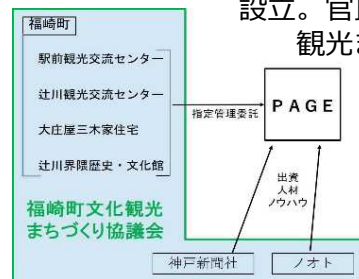 設立。官
観光ま
福崎町
駅前観光交流センター
辻川観光交流センター
大庄屋三木家住宅
辻川界隈歴史・文化館
指定管理委託
PAGE
出資
人材
ノウハウ
福崎町文化観光
まちづくり協議会
神戸新聞社
ノオト